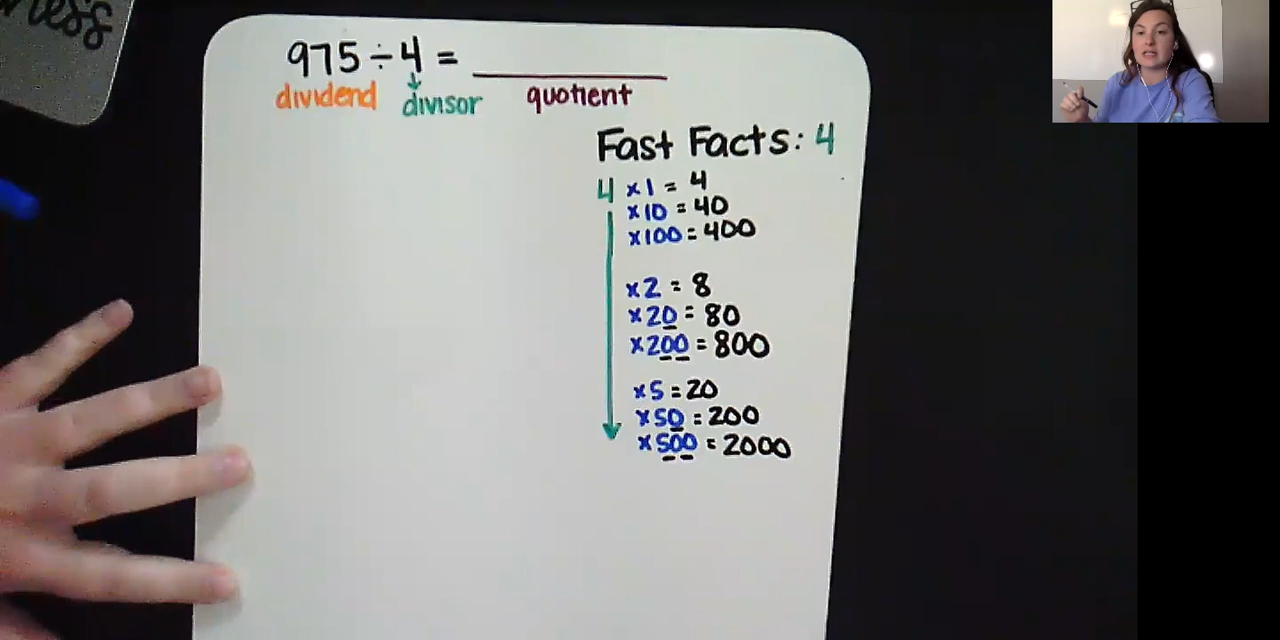 ness
975 ÷ 4 =
dividend divisor quotient
Fast Facts: 4
4 x1 = 4
x10 = 40
x100 = 400
x2 = 8
x20 = 80
x200 = 800
x5 = 20
x50 = 200
x500 = 2000